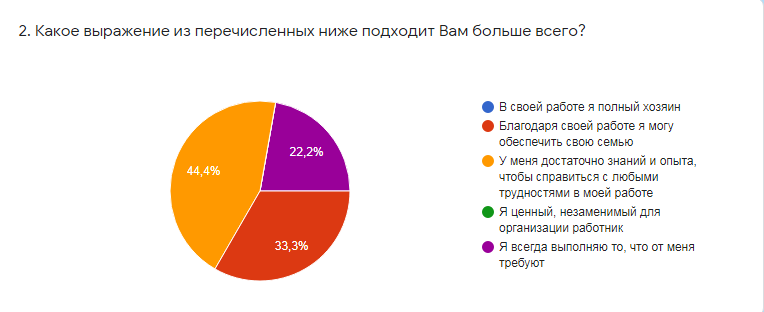 2. Какое выражение из перечисленных ниже подходит Вам больше всего?
44,4%
22,2%
33,3%
В своей работе я полный хозяин
Благодаря своей работе я могу
обеспечить свою семью
У меня достаточно знаний и опыта,
чтобы справиться с любыми
трудностями в моей работе
Я ценный, незаменимый для
организации работник
Я всегда выполняю то, что от меня
требуют